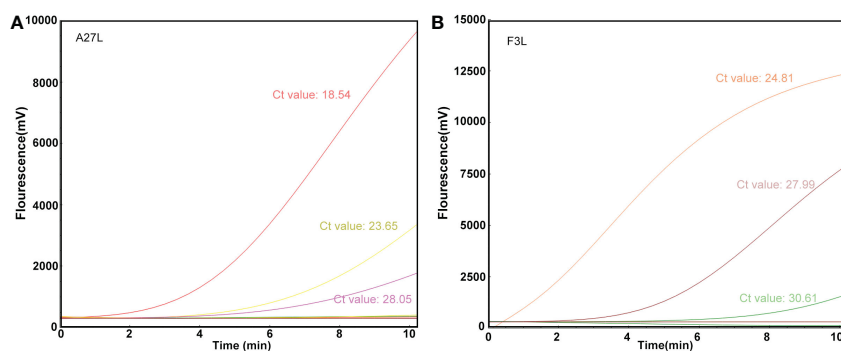 A
A27L
Flourescence(mV)
10000
8000
6000
4000
2000
0
Ct value: 18.54
Ct value: 23.65
Ct value: 28.05
0
2
4
6
8
10
Time (min)
B
F3L
Flourescence(mV)
15000
12500
10000
7500
5000
2500
0
Ct value: 24.81
Ct value: 27.99
Ct value: 30.61
0
2
4
6
8
10
Time(min)